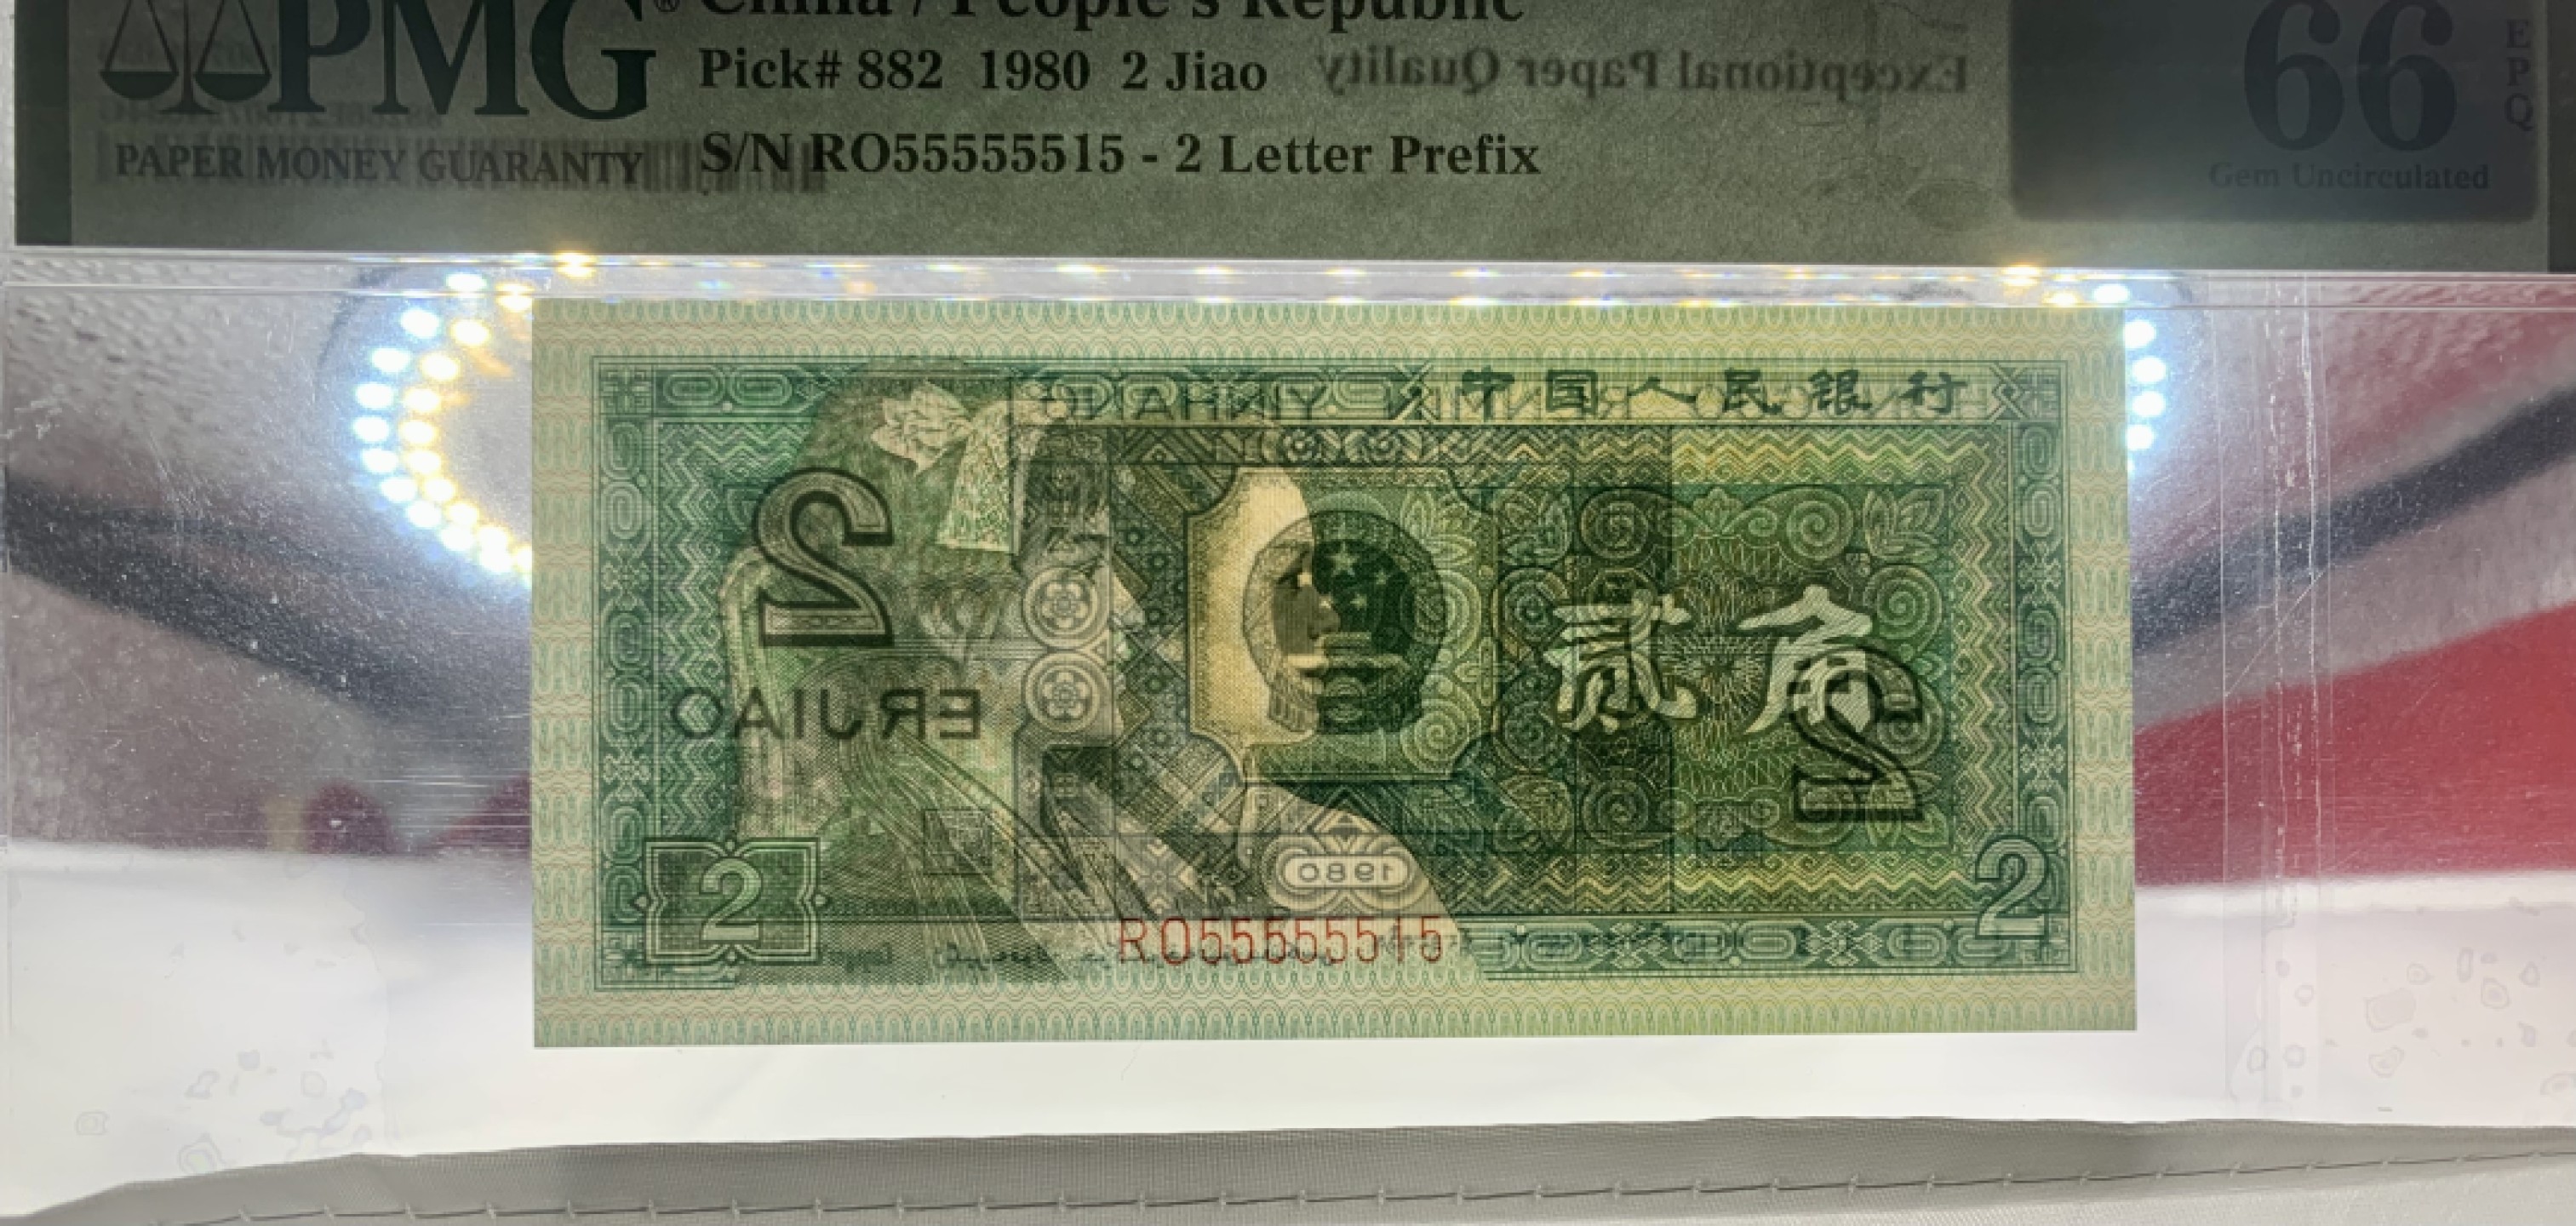 PMG® China / People's Republic
Pick# 882 1980 2 Jiao Exceptional Paper Quality
PAPER MONEY GUARANTY S/N RO55555515 - 2 Letter Prefix
66 EPQ
Gem Uncirculated
中国人民银行
YINHANG
2
贰角
ER JIAO
2
1980
2
2
RO55555515